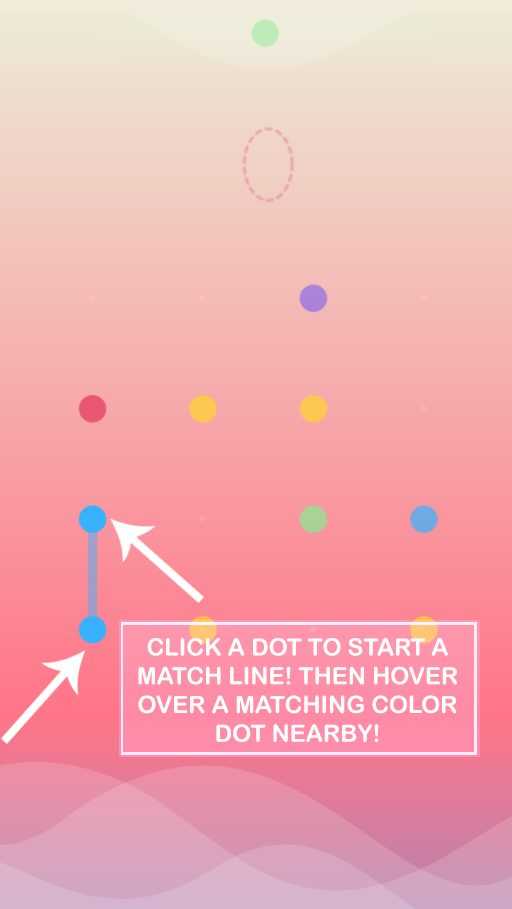 CLICK A DOT TO START A
MATCH LINE! THEN HOVER
OVER A MATCHING COLOR
DOT NEARBY!